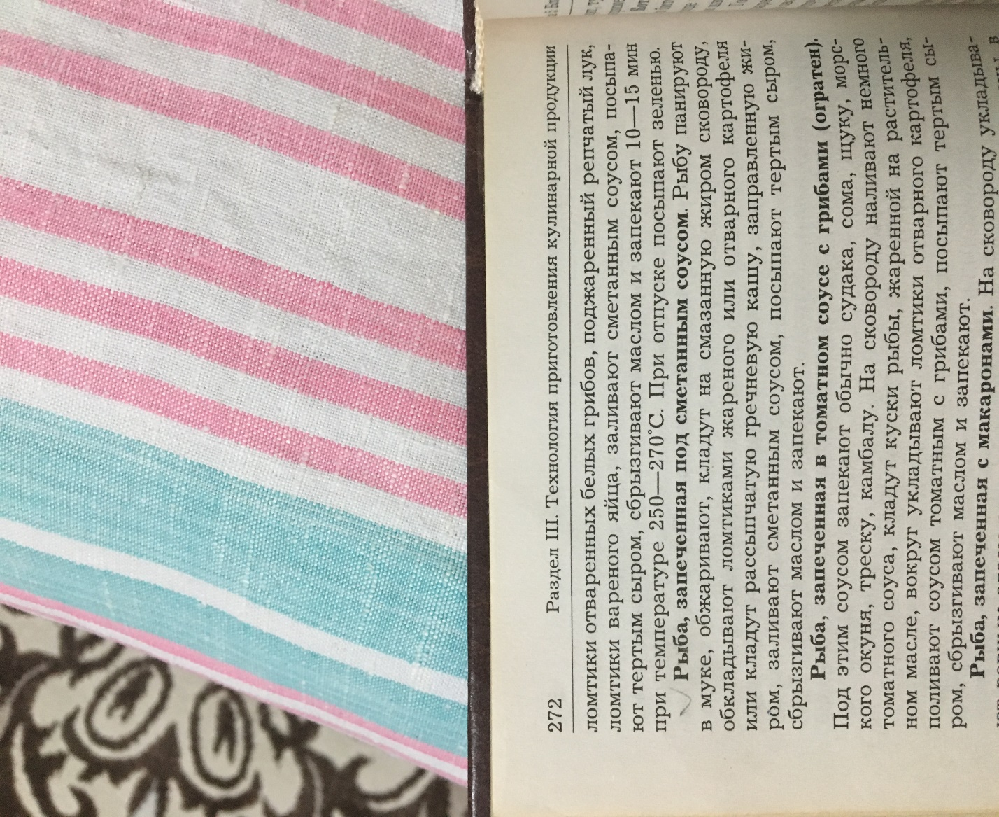 272 Раздел III. Технология приготовления кулинарной продукции
ломтики отваренных белых грибов, поджаренный репчатый лук,
ломтики вареного яйца, заливают сметанным соусом, посыпа-
ют тертым сыром, сбрызгивают маслом и запекают 10—15 мин
при температуре 250—270°С. При отпуске посыпают зеленью.
Рыба, запеченная под сметанным соусом. Рыбу панируют
в муке, обжаривают, кладут на смазанную жиром сковороду,
обкладывают ломтиками жареного или отварного картофеля
или кладут рассыпчатую гречневую кашу, заправленную жи-
ром, заливают сметанным соусом, посыпают тертым сыром,
сбрызгивают маслом и запекают.
Рыба, запеченная в томатном соусе с грибами (огратен).
Под этим соусом запекают обычно судака, сома, щуку, морс-
кого окуня, треску, камбалу. На сковороду наливают немного
томатного соуса, кладут куски рыбы, жаренной на раститель-
ном масле, вокруг укладывают ломтики отварного картофеля,
поливают соусом томатным с грибами, посыпают тертым сы-
ром, сбрызгивают маслом и запекают.
Рыба, запеченная с макаронами. На сковороду укладыва-